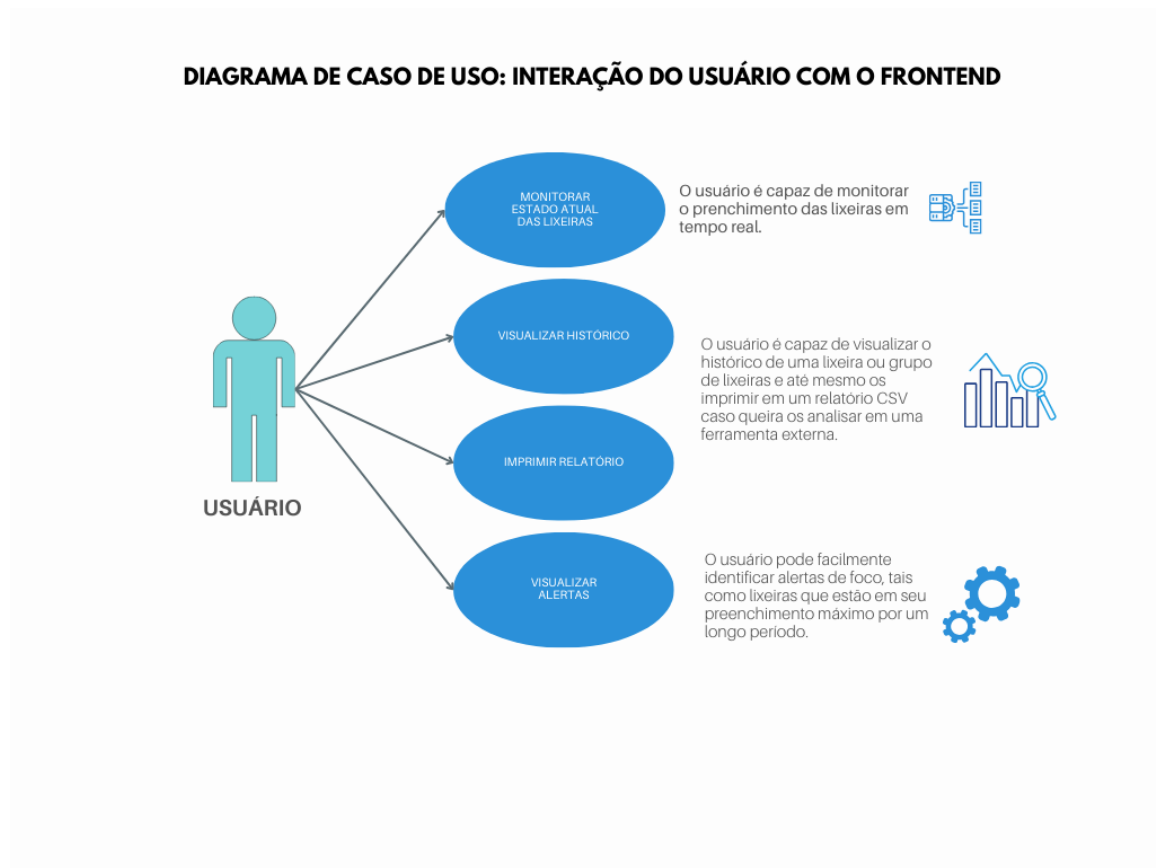 DIAGRAMA DE CASO DE USO: INTERAÇÃO DO USUÁRIO COM O FRONTEND
MONITORAR
ESTADO ATUAL
DAS LIXEIRAS
O usuário é capaz de monitorar
o prenchimento das lixeiras em
tempo real.
VISUALIZAR HISTÓRICO
O usuário é capaz de visualizar o
histórico de uma lixeira ou grupo
de lixeiras e até mesmo os
imprimir em um relatório CSV
caso queira os analisar em uma
ferramenta externa.
IMPRIMIR RELATÓRIO
USUÁRIO
VISUALIZAR
ALERTAS
O usuário pode facilmente
identificar alertas de foco, tais
como lixeiras que estão em seu
preenchimento máximo por um
longo período.